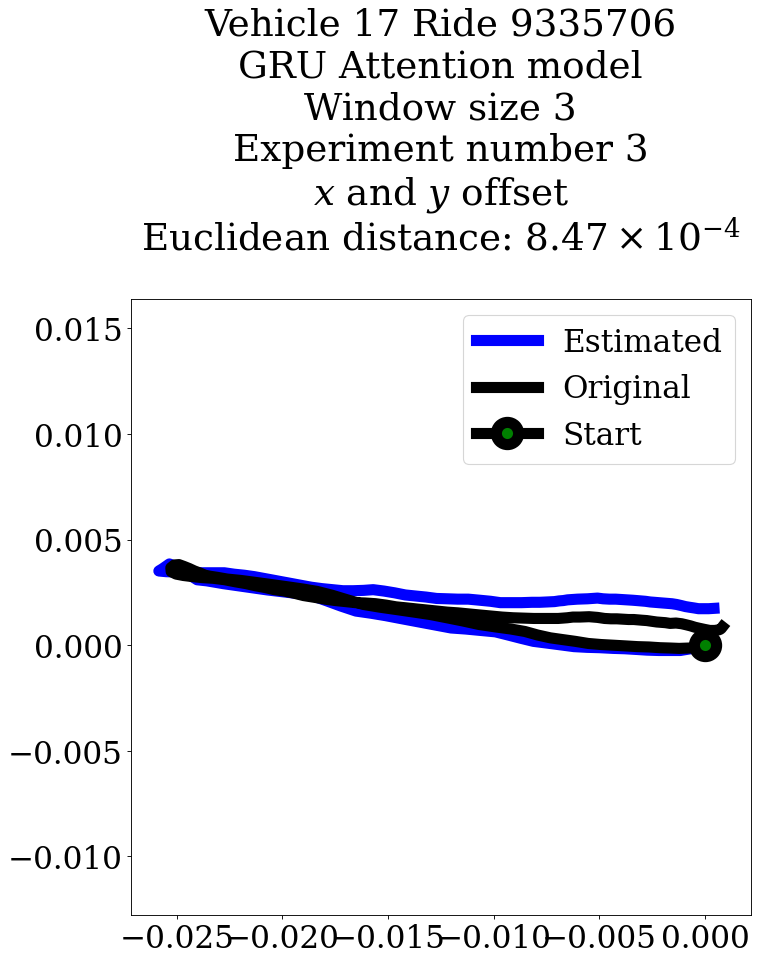 Vehicle 17 Ride 9335706
GRU Attention model
Window size 3
Experiment number 3
x and y offset
Euclidean distance: 8.47 × 10⁻⁴
Estimated
Original
Start
0.015
0.010
0.005
0.000
−0.005
−0.010
−0.025 −0.020 −0.015 −0.010 −0.005 0.000